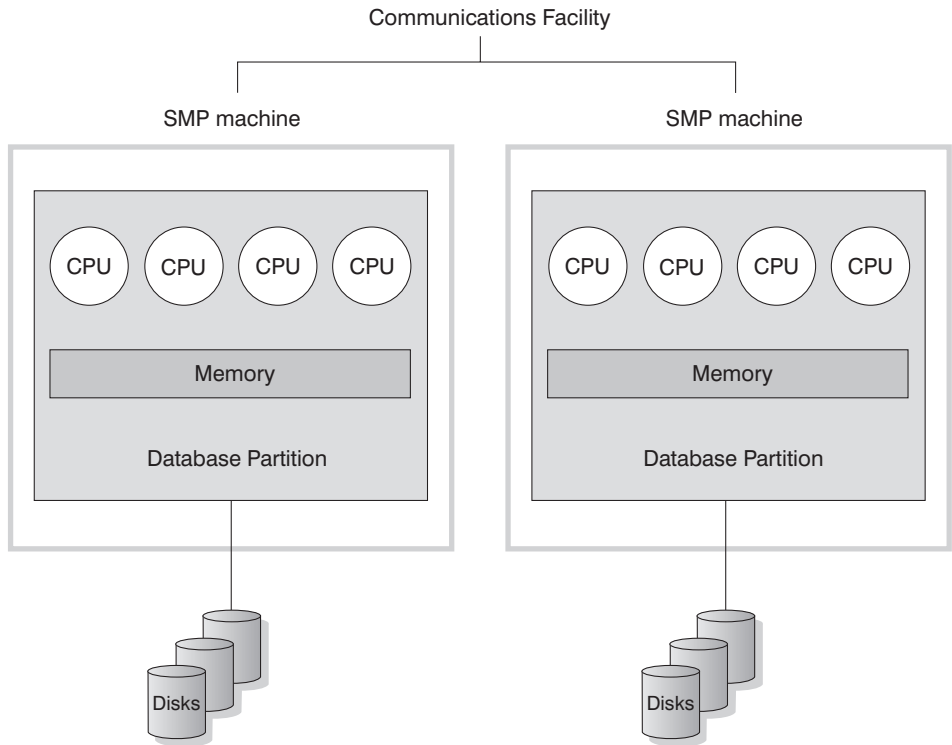 Communications Facility
SMP machine
SMP machine
CPU CPU CPU CPU
CPU CPU CPU CPU
Memory
Memory
Database Partition
Database Partition
Disks
Disks